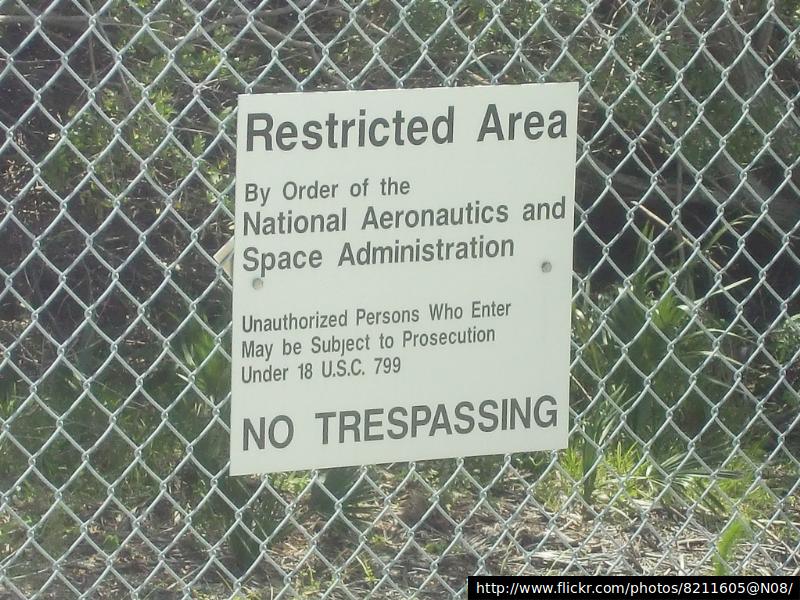 Restricted Area
By Order of the
National Aeronautics and
Space Administration
Unauthorized Persons Who Enter
May be Subject to Prosecution
Under 18 U.S.C. 799
NO TRESPASSING
http://www.flickr.com/photos/8211605@N08/